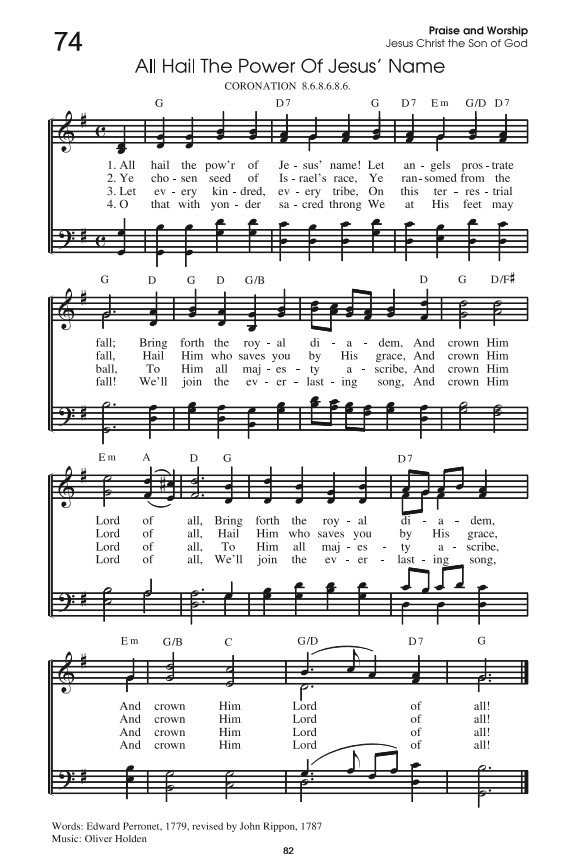 74
Praise and Worship
Jesus Christ the Son of God
All Hail The Power Of Jesus' Name
CORONATION 8.6.8.6.8.6.
G D7 G D7 Em G/D D7
1. All hail the pow'r of Je - sus' name! Let an - gels pros - trate
2. Ye cho - sen seed of Is - rael's race, Ye ran - somed from the
3. Let ev - ery kin - dred, ev - ery tribe, On this ter - res - trial
4. O that with yon - der sa - cred throng We at His feet may
G D G D G/B D G D/F♯
fall; Bring forth the roy - al di - a - dem, And crown Him
fall, Hail Him who saves you by His grace, And crown Him
ball, To Him all maj - es - ty a - scribe, And crown Him
fall! We'll join the ev - er - last - ing song, And crown Him
Em A D G D7
Lord of all, Bring forth the roy - al di - a - dem,
Lord of all, Hail Him who saves you by His grace,
Lord of all, To Him all maj - es - ty a - scribe,
Lord of all, We'll join the ev - er - last - ing song,
Em G/B C G/D D7 G
And crown Him Lord of all!
And crown Him Lord of all!
And crown Him Lord of all!
And crown Him Lord of all!
Words: Edward Perronet, 1779, revised by John Rippon, 1787
Music: Oliver Holden
82